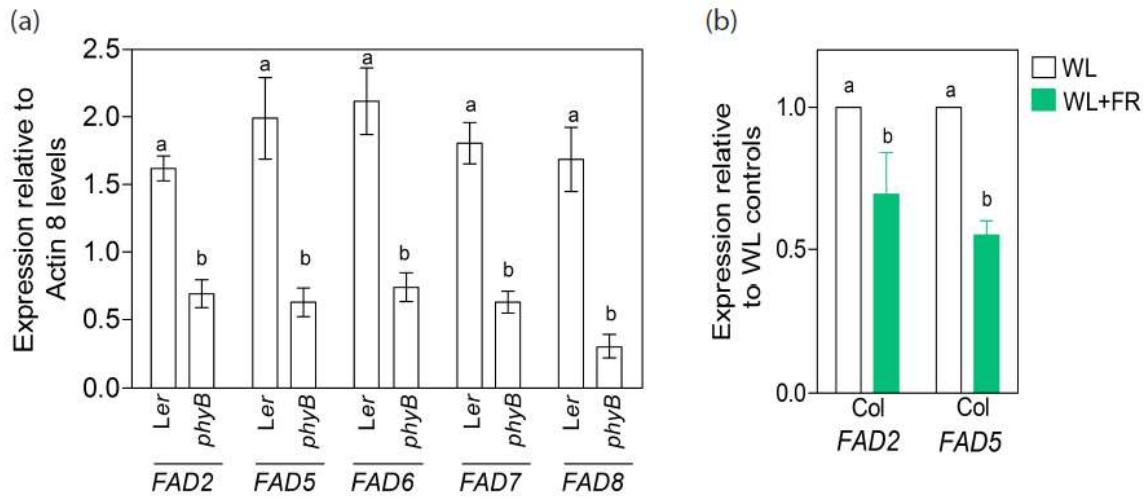 (a)
Expression relative to
Actin 8 levels
2.5
2.0
1.5
1.0
0.5
0.0
a
b
a
b
a
b
a
b
a
b
Ler
phyB
Ler
phyB
Ler
phyB
Ler
phyB
Ler
phyB
FAD2
FAD5
FAD6
FAD7
FAD8
(b)
Expression relative
to WL controls
1.0
0.5
0.0
a
b
a
b
Col
Col
FAD2
FAD5
WL
WL+FR